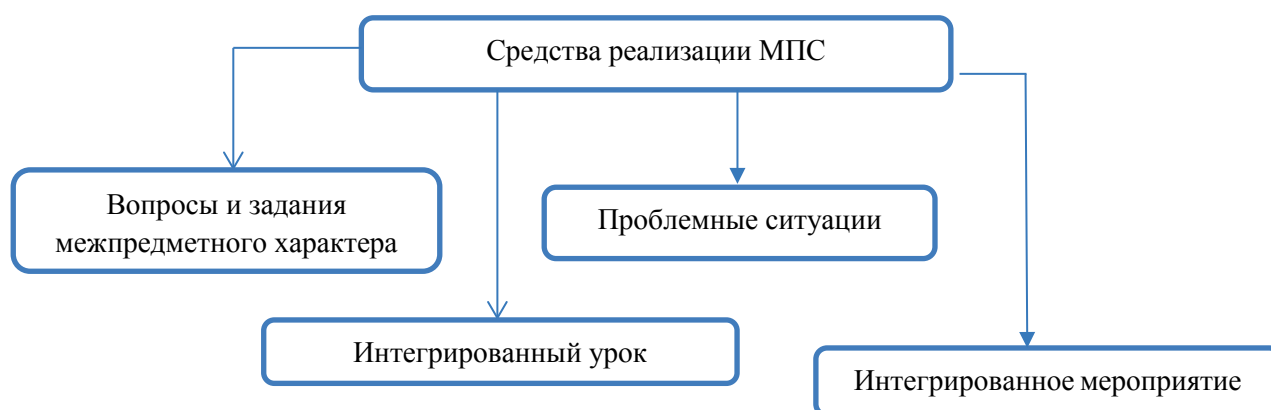 Средства реализации МПС
Вопросы и задания
межпредметного характера
Проблемные ситуации
Интегрированный урок
Интегрированное мероприятие